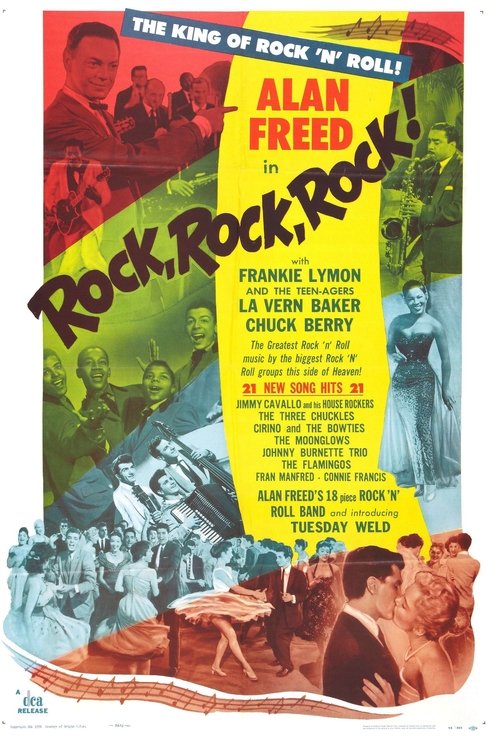 THE KING OF ROCK 'N' ROLL!
ALAN
FREED
in
ROCK, ROCK, ROCK!
with
FRANKIE LYMON
AND THE TEEN-AGERS
LA VERN BAKER
CHUCK BERRY
The Greatest Rock 'n' Roll
music by the biggest Rock 'N'
Roll groups this side of Heaven!
21 NEW SONG HITS 21
JIMMY CAVALLO and his HOUSE ROCKERS
THE THREE CHUCKLES
CIRINO and THE BOWTIES
THE MOONGLOWS
JOHNNY BURNETTE TRIO
THE FLAMINGOS
FRAN MANFRED - CONNIE FRANCIS
ALAN FREED'S 18 piece ROCK 'N'
ROLL BAND and introducing
TUESDAY WELD
A
dca
RELEASE